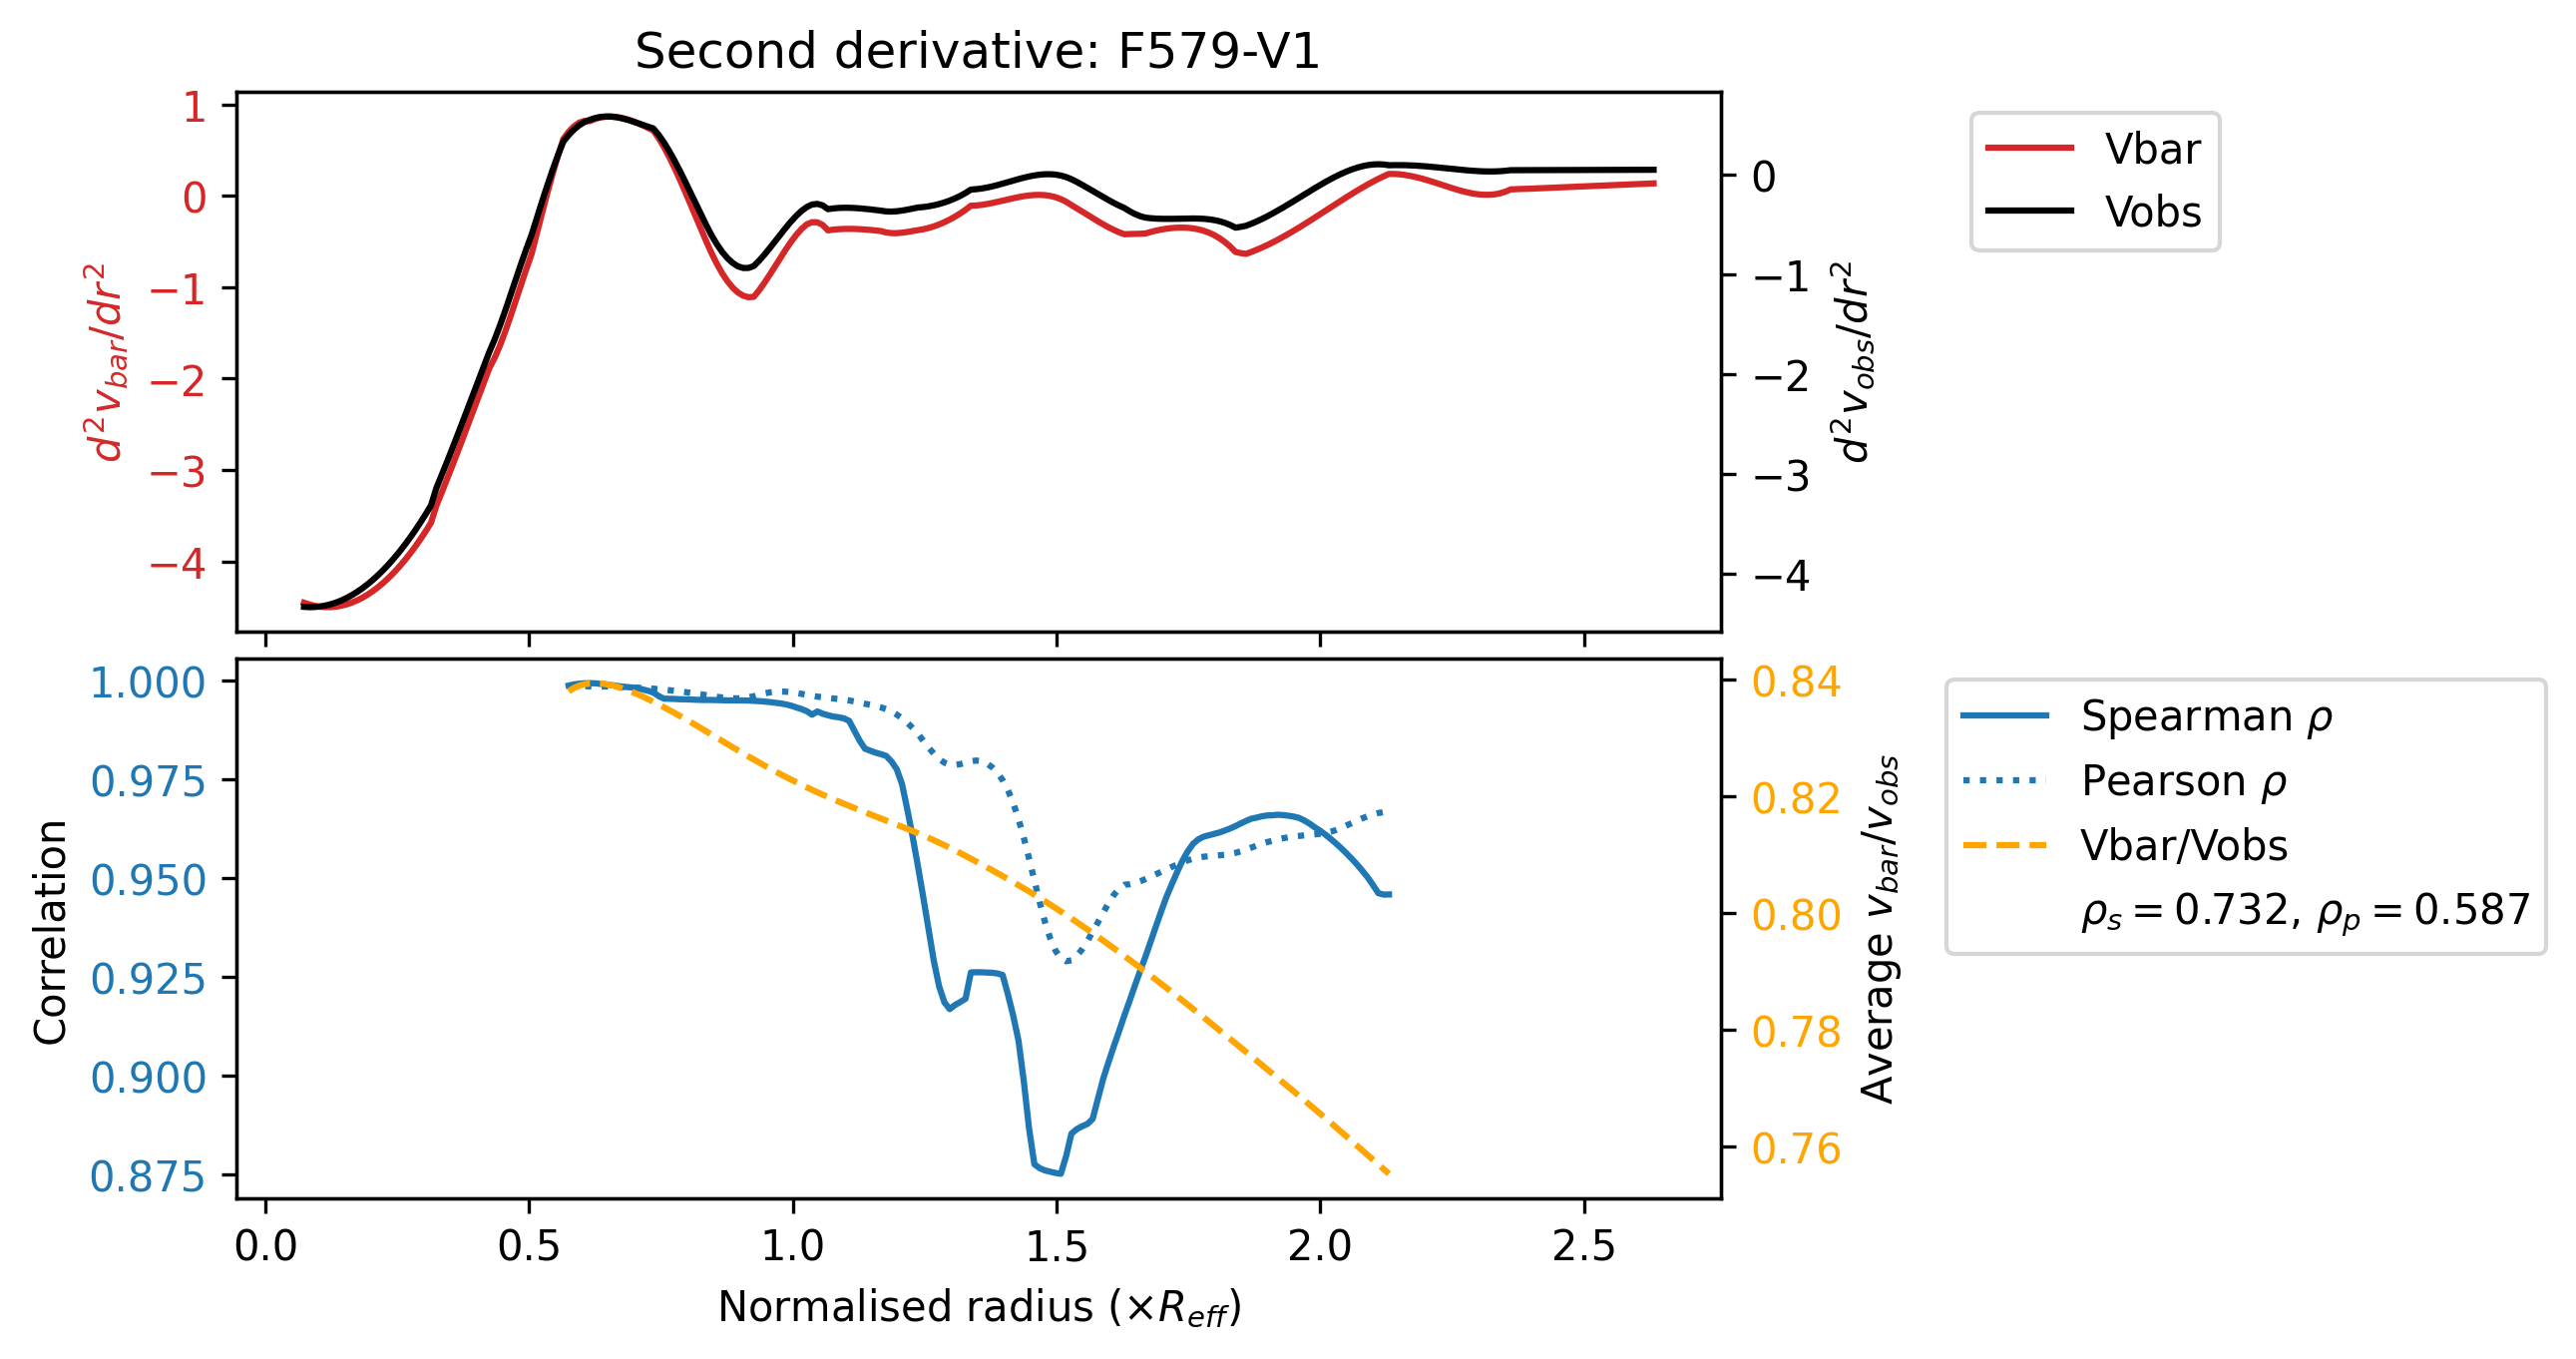 Second derivative: F579-V1
1
0
−1
−2
−3
−4
d²v_bar/dr²
0
−1
−2
−3
−4
d²v_obs/dr²
Vbar
Vobs
1.000
0.975
0.950
0.925
0.900
0.875
Correlation
0.84
0.82
0.80
0.78
0.76
Average v_bar/v_obs
Spearman ρ
Pearson ρ
Vbar/Vobs
ρ_s = 0.732, ρ_p = 0.587
0.0 0.5 1.0 1.5 2.0 2.5
Normalised radius (×R_eff)